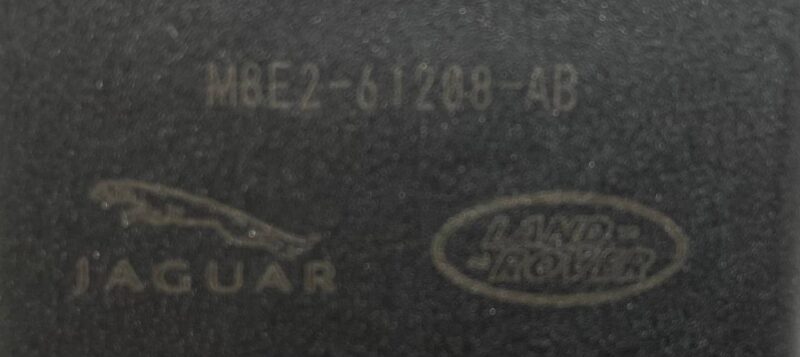 M8E2-61208-AB
JAGUAR
LAND-
-ROVER